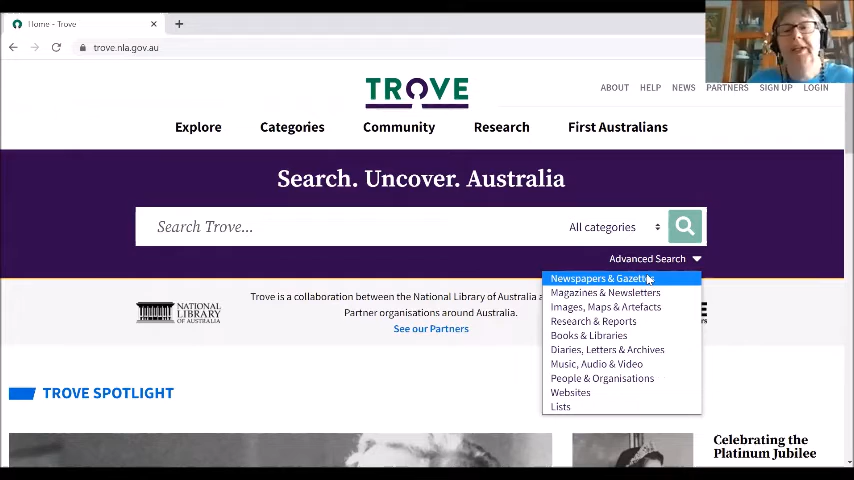 Home - Trove
trove.nla.gov.au
TROVE
ABOUT HELP NEWS PARTNERS SIGN UP LOGIN
Explore Categories Community Research First Australians
Search. Uncover. Australia
Search Trove... All categories
Advanced Search
Newspapers & Gazettes
Magazines & Newsletters
Images, Maps & Artefacts
Research & Reports
Books & Libraries
Diaries, Letters & Archives
Music, Audio & Video
People & Organisations
Websites
Lists
NATIONAL
LIBRARY
OF AUSTRALIA
Trove is a collaboration between the National Library of Australia
Partner organisations around Australia.
See our Partners
TROVE SPOTLIGHT
Celebrating the
Platinum Jubilee